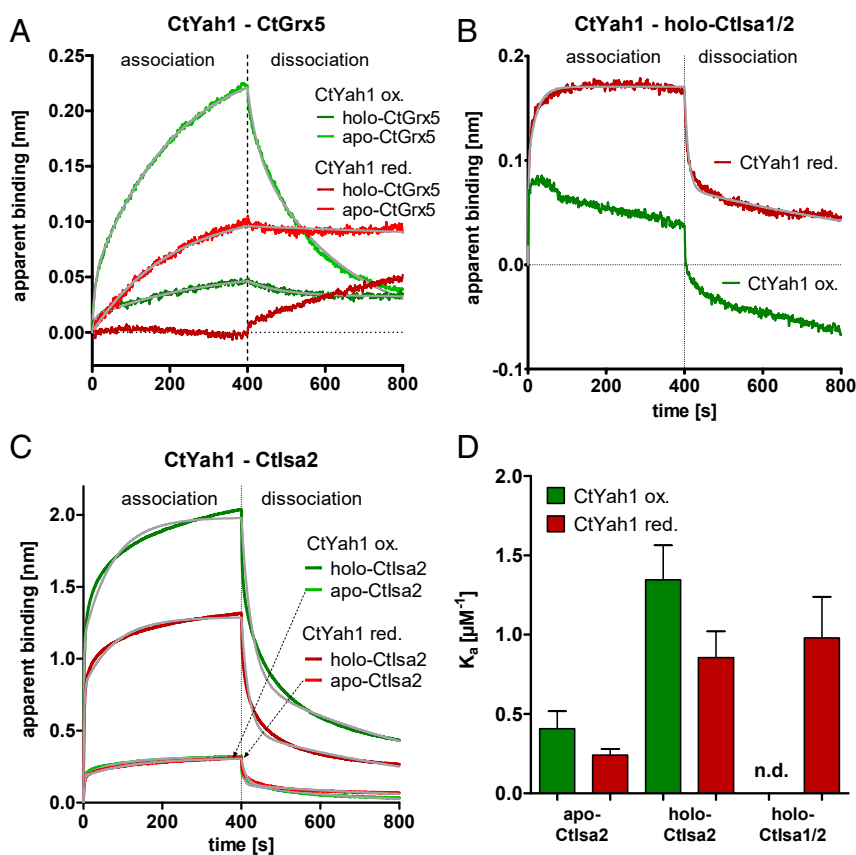 A
CtYah1 - CtGrx5
association
dissociation
apparent binding [nm]
0.25
0.20
0.15
0.10
0.05
0.00
CtYah1 ox.
holo-CtGrx5
apo-CtGrx5
CtYah1 red.
holo-CtGrx5
apo-CtGrx5
0
200
400
600
800
B
CtYah1 - holo-CtIsa1/2
association
dissociation
apparent binding [nm]
0.2
0.1
0.0
-0.1
CtYah1 red.
CtYah1 ox.
0
200
400
600
800
time [s]
C
CtYah1 - CtIsa2
association
dissociation
apparent binding [nm]
2.0
1.5
1.0
0.5
0.0
CtYah1 ox.
holo-CtIsa2
apo-CtIsa2
CtYah1 red.
holo-CtIsa2
apo-CtIsa2
0
200
400
600
800
time [s]
D
Ka [µM-1]
2.0
1.5
1.0
0.5
0.0
CtYah1 ox.
CtYah1 red.
n.d.
apo-
CtIsa2
holo-
CtIsa2
holo-
CtIsa1/2